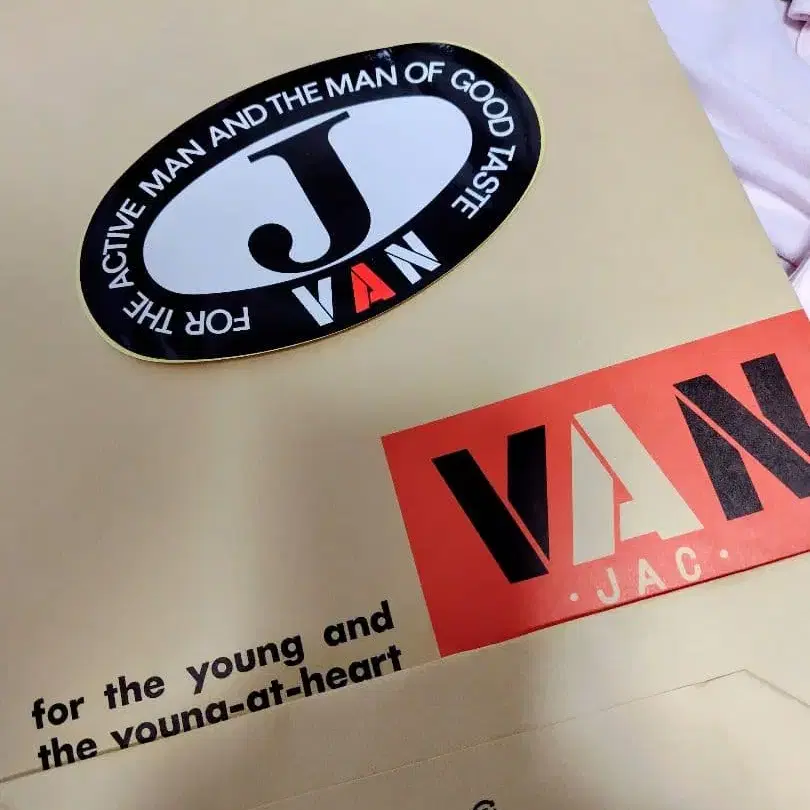 FOR THE ACTIVE MAN AND THE MAN OF GOOD TASTE
J
VAN
VAN
·JAC·
for the young and
the young-at-heart